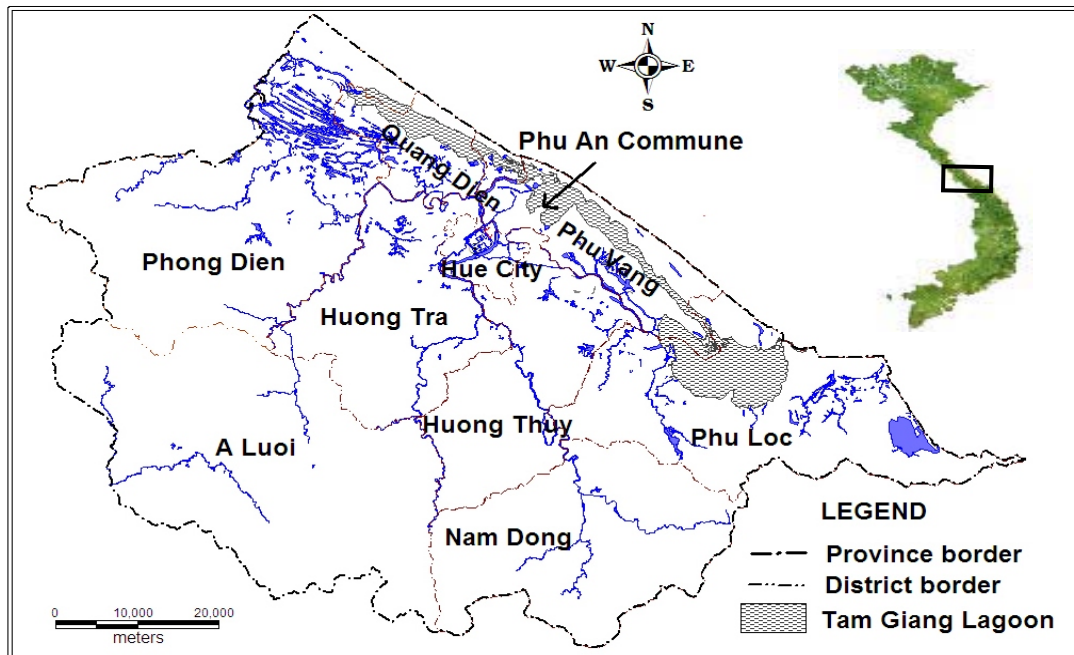 N
W E
S
Phu An Commune
Quang Dien
Phu Vang
Phong Dien
Hue City
Huong Tra
Huong Thuy
A Luoi
Phu Loc
Nam Dong
LEGEND
Province border
District border
Tam Giang Lagoon
0 10,000 20,000
meters